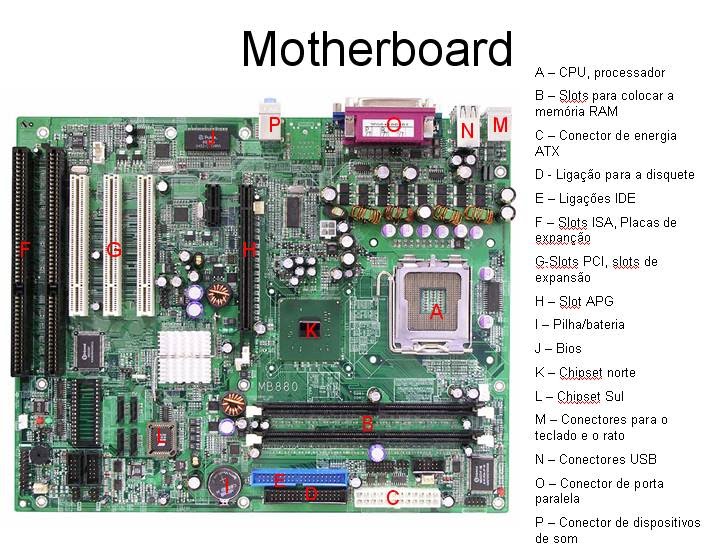 Motherboard
A – CPU, processador
B – Slots para colocar a
memória RAM
C – Conector de energia
ATX
D - Ligação para a disquete
E – Ligações IDE
F – Slots ISA, Placas de
expanção
G-Slots PCI, slots de
expansão
H – Slot APG
I – Pilha/bateria
J – Bios
K – Chipset norte
L – Chipset Sul
M – Conectores para o
teclado e o rato
N – Conectores USB
O – Conector de porta
paralela
P – Conector de dispositivos
de som
P
O
N
M
J
F
G
H
A
K
MB880
B
L
I
E
D
C